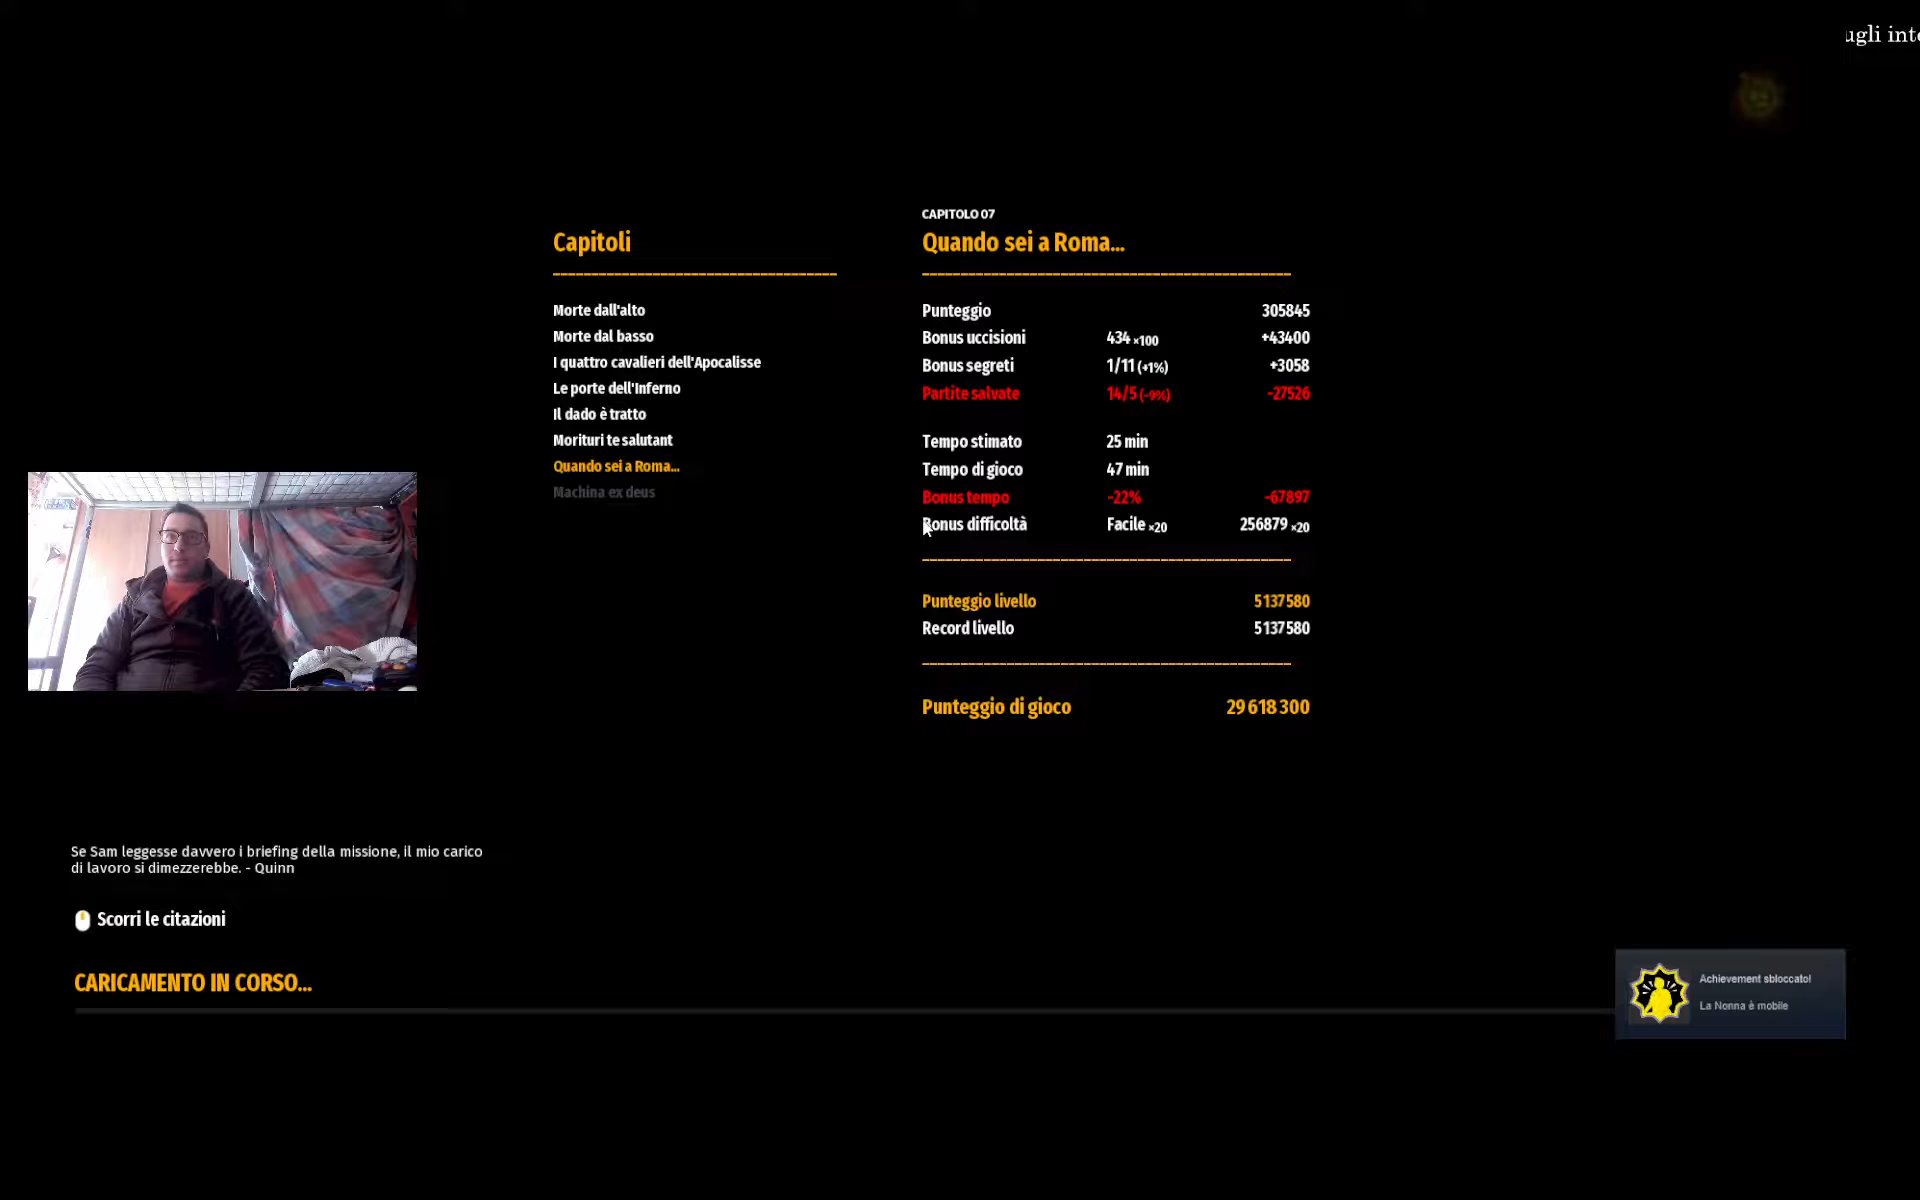 ugli inte
Capitoli
Morte dall'alto
Morte dal basso
I quattro cavalieri dell'Apocalisse
Le porte dell'Inferno
Il dado è tratto
Morituri te salutant
Quando sei a Roma...
Machina ex deus
CAPITOLO 07
Quando sei a Roma...
Punteggio 305845
Bonus uccisioni 434 ×100 +43400
Bonus segreti 1/11 (+1%) +3058
Partite salvate 14/5 (-9%) -27526
Tempo stimato 25 min
Tempo di gioco 47 min
Bonus tempo -22% -67897
Bonus difficoltà Facile ×20 256879 ×20
Punteggio livello 5137580
Record livello 5137580
Punteggio di gioco 29 618 300
Se Sam leggesse davvero i briefing della missione, il mio carico
di lavoro si dimezzerebbe. - Quinn
Scorri le citazioni
CARICAMENTO IN CORSO...
Achievement sbloccato!
La Nonna è mobile